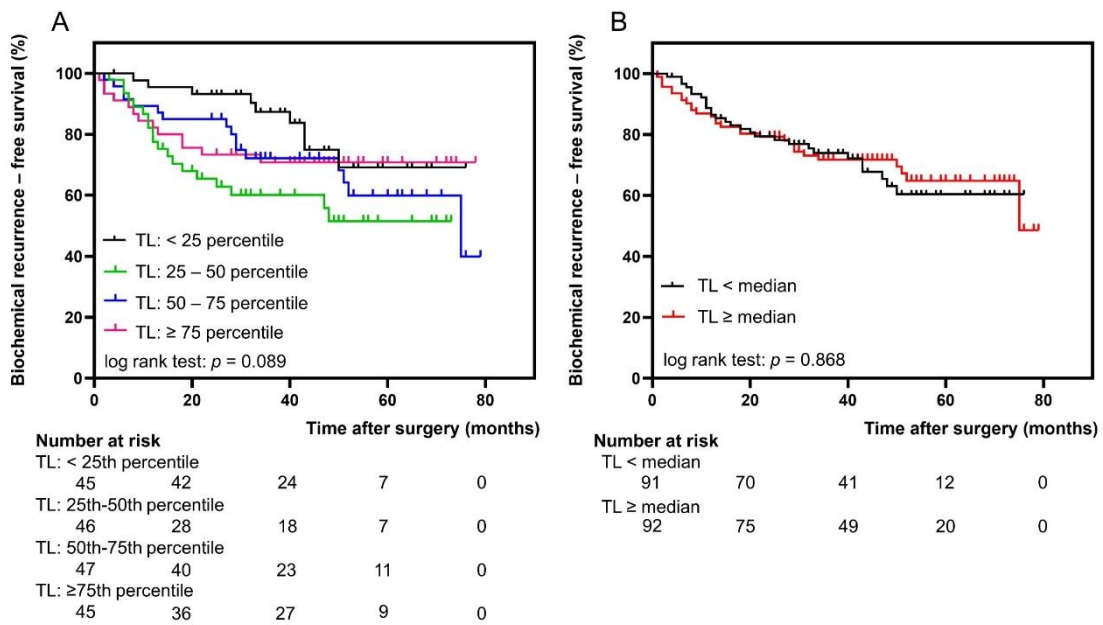 A
Biochemical recurrence – free survival (%)
100
80
60
40
20
0
TL: < 25 percentile
TL: 25 – 50 percentile
TL: 50 – 75 percentile
TL: ≥ 75 percentile
log rank test: p = 0.089
0 20 40 60 80
Time after surgery (months)
Number at risk
TL: < 25th percentile
45 42 24 7 0
TL: 25th-50th percentile
46 28 18 7 0
TL: 50th-75th percentile
47 40 23 11 0
TL: ≥75th percentile
45 36 27 9 0
B
Biochemical recurrence – free survival (%)
100
80
60
40
20
0
TL < median
TL ≥ median
log rank test: p = 0.868
0 20 40 60 80
Time after surgery (months)
Number at risk
TL < median
91 70 41 12 0
TL ≥ median
92 75 49 20 0